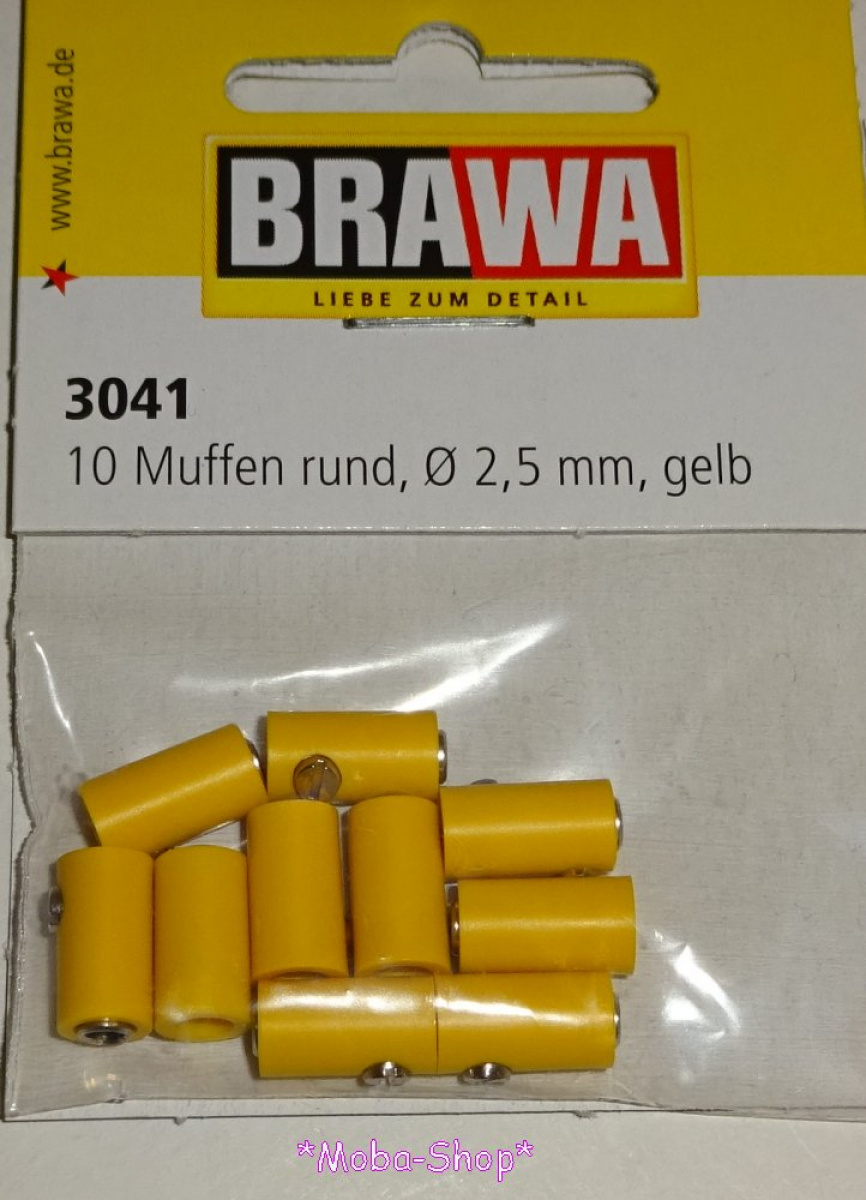 www.brawa.de
BRAWA
LIEBE ZUM DETAIL
3041
10 Muffen rund, Ø 2,5 mm, gelb
*Moba-Shop*